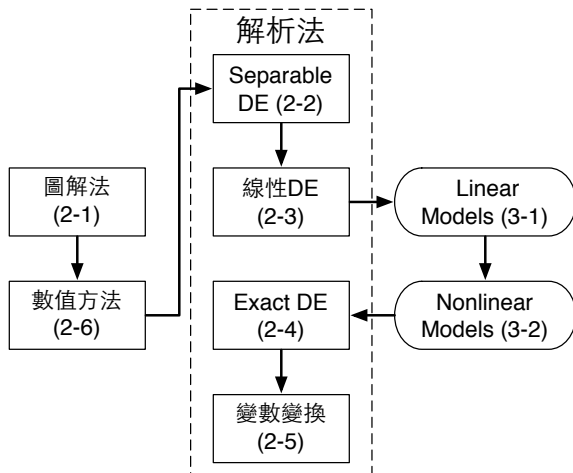 解析法
Separable
DE (2-2)
圖解法
(2-1)
線性DE
(2-3)
Linear
Models (3-1)
數值方法
(2-6)
Exact DE
(2-4)
Nonlinear
Models (3-2)
變數變換
(2-5)